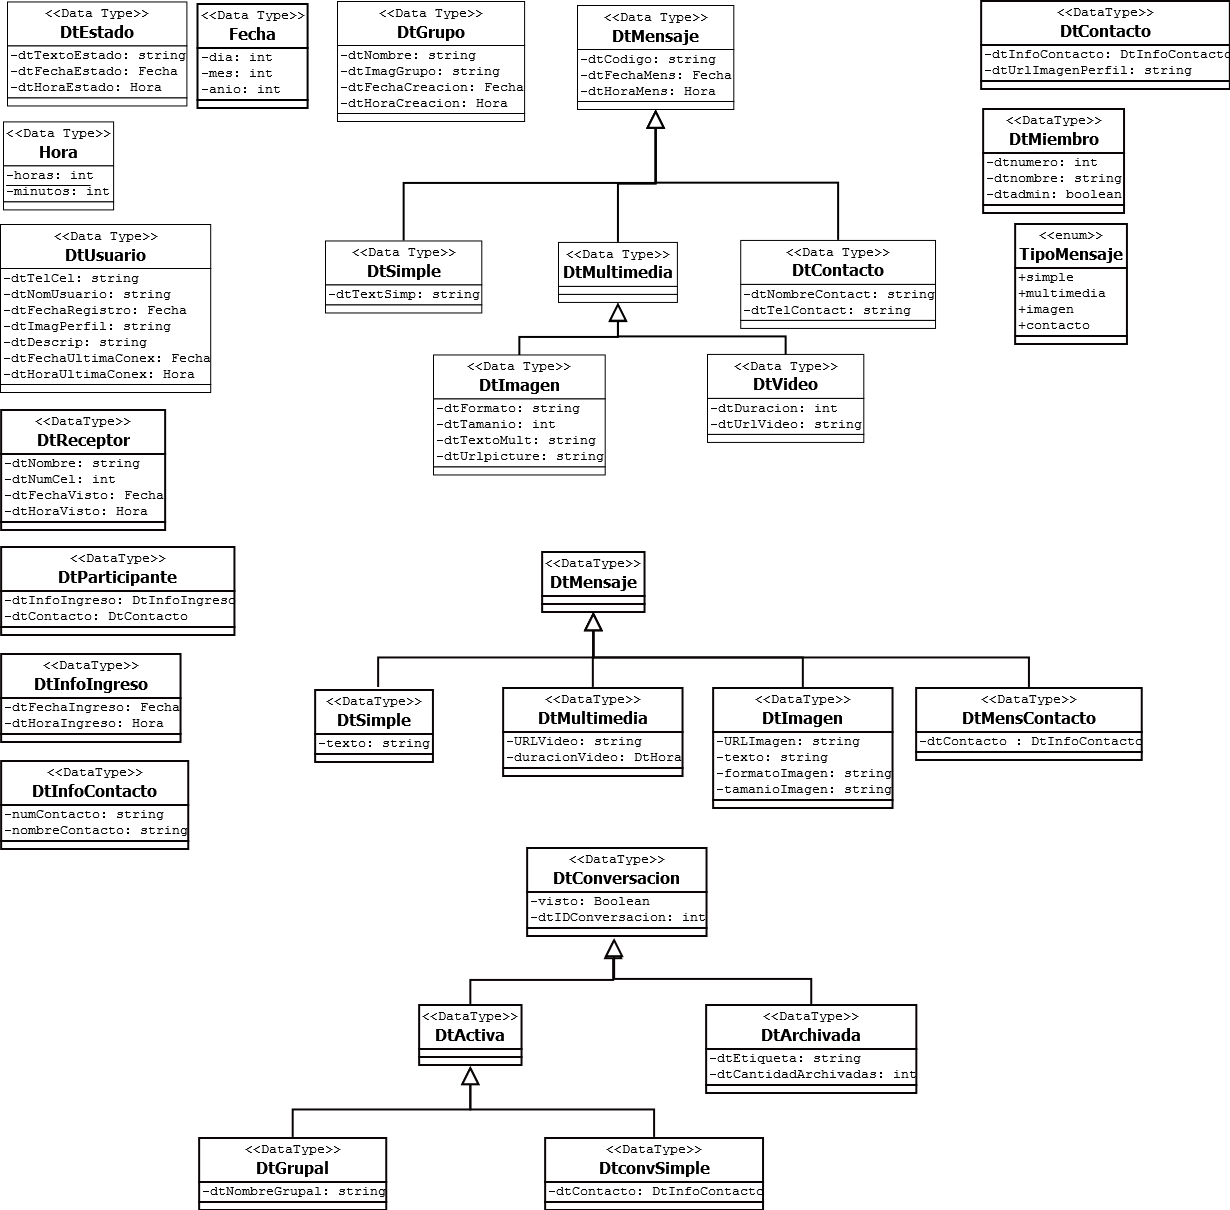 <<Data Type>>
DtEstado
-dtTextoEstado: string
-dtFechaEstado: Fecha
-dtHoraEstado: Hora
<<Data Type>>
Fecha
-dia: int
-mes: int
-anio: int
<<Data Type>>
DtGrupo
-dtNombre: string
-dtImagGrupo: string
-dtFechaCreacion: Fecha
-dtHoraCreacion: Hora
<<Data Type>>
DtMensaje
-dtCodigo: string
-dtFechaMens: Fecha
-dtHoraMens: Hora
<<DataType>>
DtContacto
-dtInfoContacto: DtInfoContacto
-dtUrlImagenPerfil: string
<<Data Type>>
Hora
-horas: int
-minutos: int
<<DataType>>
DtMiembro
-dtnumero: int
-dtnombre: string
-dtadmin: boolean
<<Data Type>>
DtUsuario
-dtTelCel: string
-dtNomUsuario: string
-dtFechaRegistro: Fecha
-dtImagPerfil: string
-dtDescrip: string
-dtFechaUltimaConex: Fecha
-dtHoraUltimaConex: Hora
<<Data Type>>
DtSimple
-dtTextSimp: string
<<Data Type>>
DtMultimedia
<<Data Type>>
DtContacto
-dtNombreContact: string
-dtTelContact: string
<<enum>>
TipoMensaje
+simple
+multimedia
+imagen
+contacto
<<Data Type>>
DtImagen
-dtFormato: string
-dtTamanio: int
-dtTextoMult: string
-dtUrlpicture: string
<<Data Type>>
DtVideo
-dtDuracion: int
-dtUrlVideo: string
<<DataType>>
DtReceptor
-dtNombre: string
-dtNumCel: int
-dtFechaVisto: Fecha
-dtHoraVisto: Hora
<<DataType>>
DtParticipante
-dtInfoIngreso: DtInfoIngreso
-dtContacto: DtContacto
<<DataType>>
DtMensaje
<<DataType>>
DtInfoIngreso
-dtFechaIngreso: Fecha
-dtHoraIngreso: Hora
<<DataType>>
DtSimple
-texto: string
<<DataType>>
DtMultimedia
-URLVideo: string
-duracionVideo: DtHora
<<DataType>>
DtImagen
-URLImagen: string
-texto: string
-formatoImagen: string
-tamanioImagen: string
<<DataType>>
DtMensContacto
-dtContacto : DtInfoContacto
<<DataType>>
DtInfoContacto
-numContacto: string
-nombreContacto: string
<<DataType>>
DtConversacion
-visto: Boolean
-dtIDConversacion: int
<<DataType>>
DtActiva
<<DataType>>
DtArchivada
-dtEtiqueta: string
-dtCantidadArchivadas: int
<<DataType>>
DtGrupal
-dtNombreGrupal: string
<<DataType>>
DtconvSimple
-dtContacto: DtInfoContacto